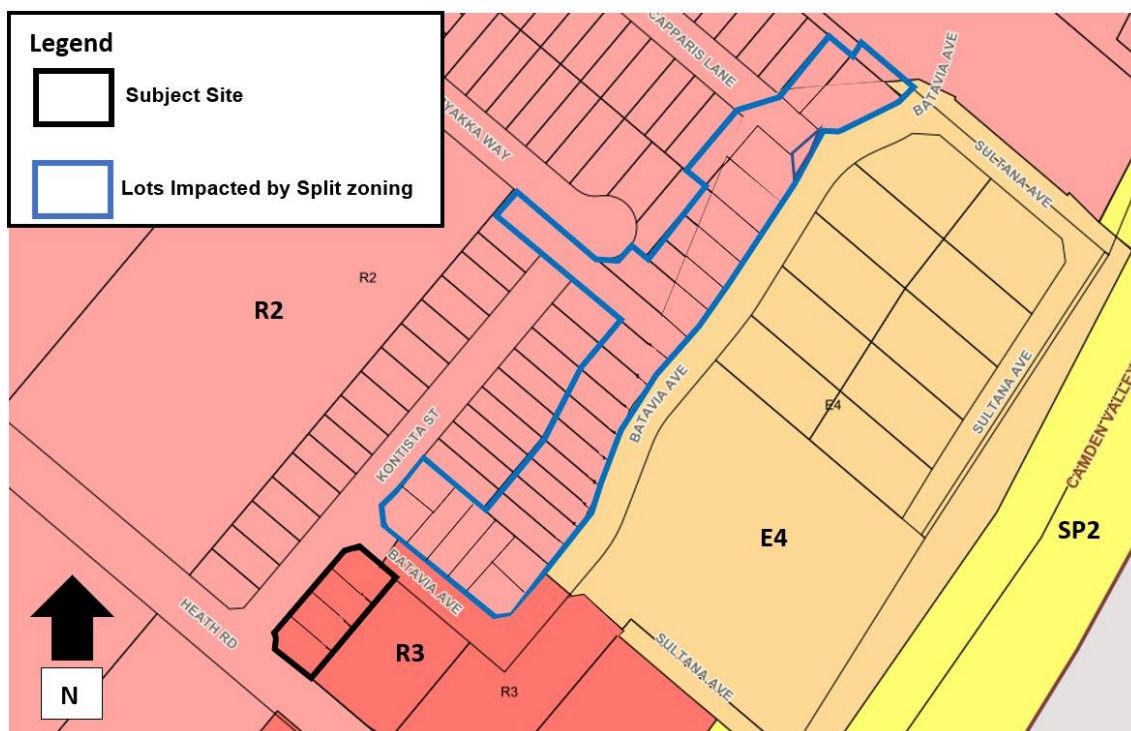 Legend
Subject Site
Lots Impacted by Split zoning
CAPPARIS LANE
BATAVIA AVE
YAKKA WAY
SULTANA AVE
R2
R2
SULTANA AVE
BATAVIA AVE
E4
CAMDEN VALLEY
KONTISTA ST
E4
SP2
BATAVIA AVE
HEATH RD
R3
SULTANA AVE
R3
N